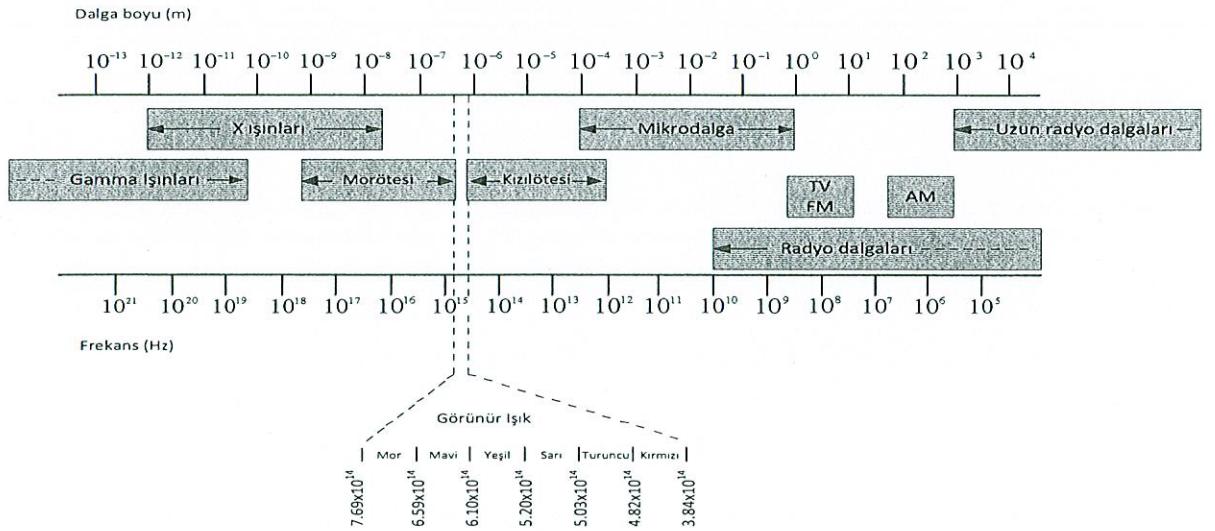 Dalga boyu (m)
10⁻¹³ 10⁻¹² 10⁻¹¹ 10⁻¹⁰ 10⁻⁹ 10⁻⁸ 10⁻⁷ 10⁻⁶ 10⁻⁵ 10⁻⁴ 10⁻³ 10⁻² 10⁻¹ 10⁰ 10¹ 10² 10³ 10⁴
X ışınları Mikrodalga Uzun radyo dalgaları
Gamma Işınları Morötesi Kızılötesi TV FM AM
Radyo dalgaları
10²¹ 10²⁰ 10¹⁹ 10¹⁸ 10¹⁷ 10¹⁶ 10¹⁵ 10¹⁴ 10¹³ 10¹² 10¹¹ 10¹⁰ 10⁹ 10⁸ 10⁷ 10⁶ 10⁵
Frekans (Hz)
Görünür Işık
Mor Mavi Yeşil Sarı Turuncu Kırmızı
7.69x10¹⁴ 6.59x10¹⁴ 6.10x10¹⁴ 5.20x10¹⁴ 5.03x10¹⁴ 4.82x10¹⁴ 3.84x10¹⁴